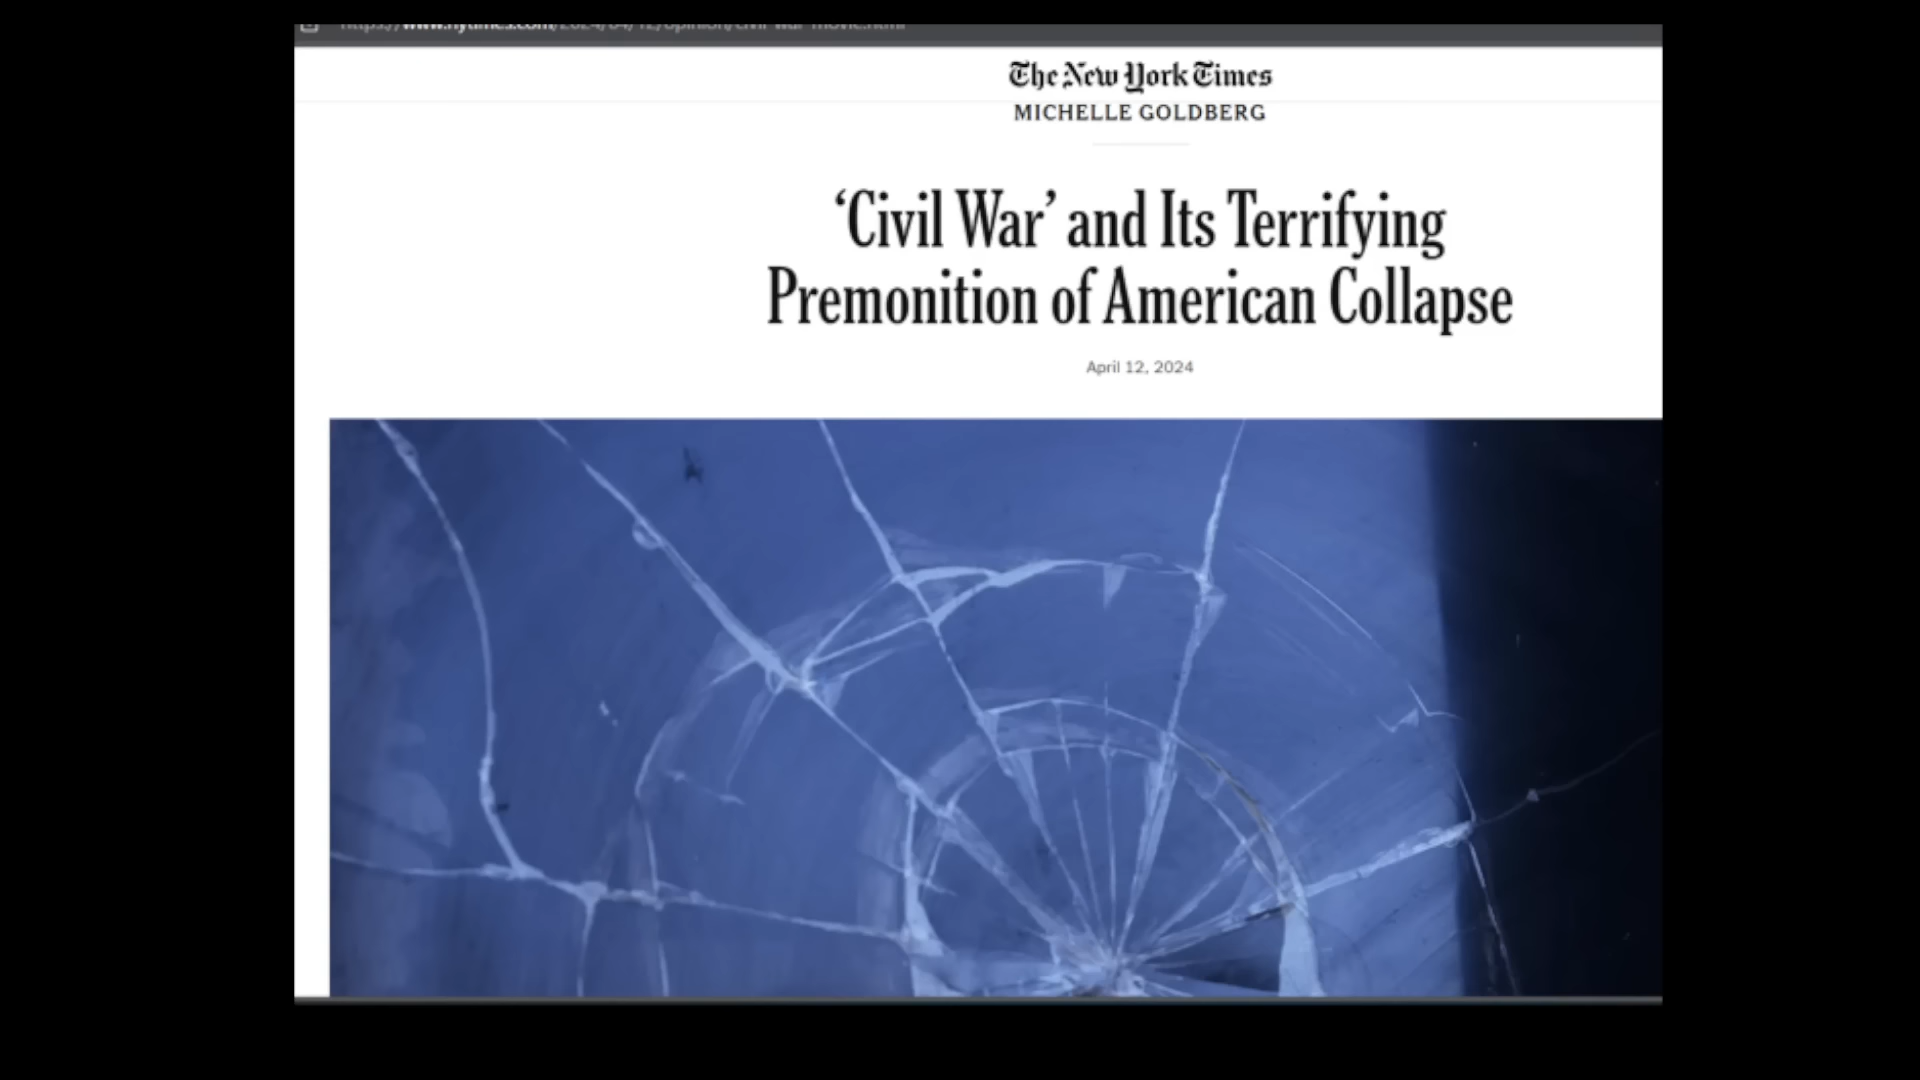 The New York Times
MICHELLE GOLDBERG
‘Civil War’ and Its Terrifying
Premonition of American Collapse
April 12, 2024